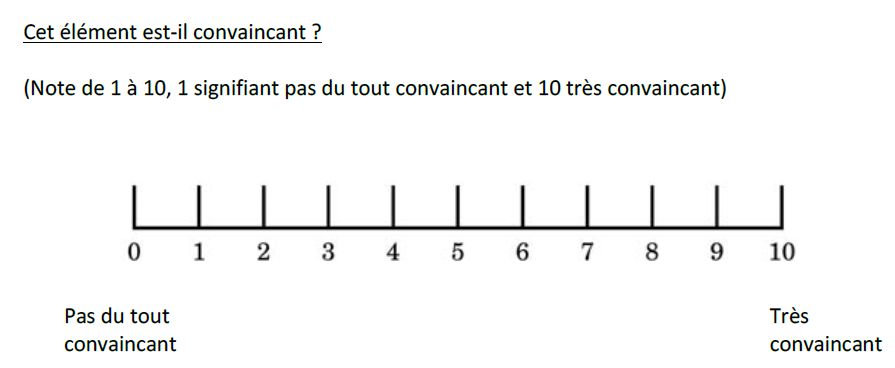 Cet élément est-il convaincant ?
(Note de 1 à 10, 1 signifiant pas du tout convaincant et 10 très convaincant)
0 1 2 3 4 5 6 7 8 9 10
Pas du tout
convaincant
Très
convaincant